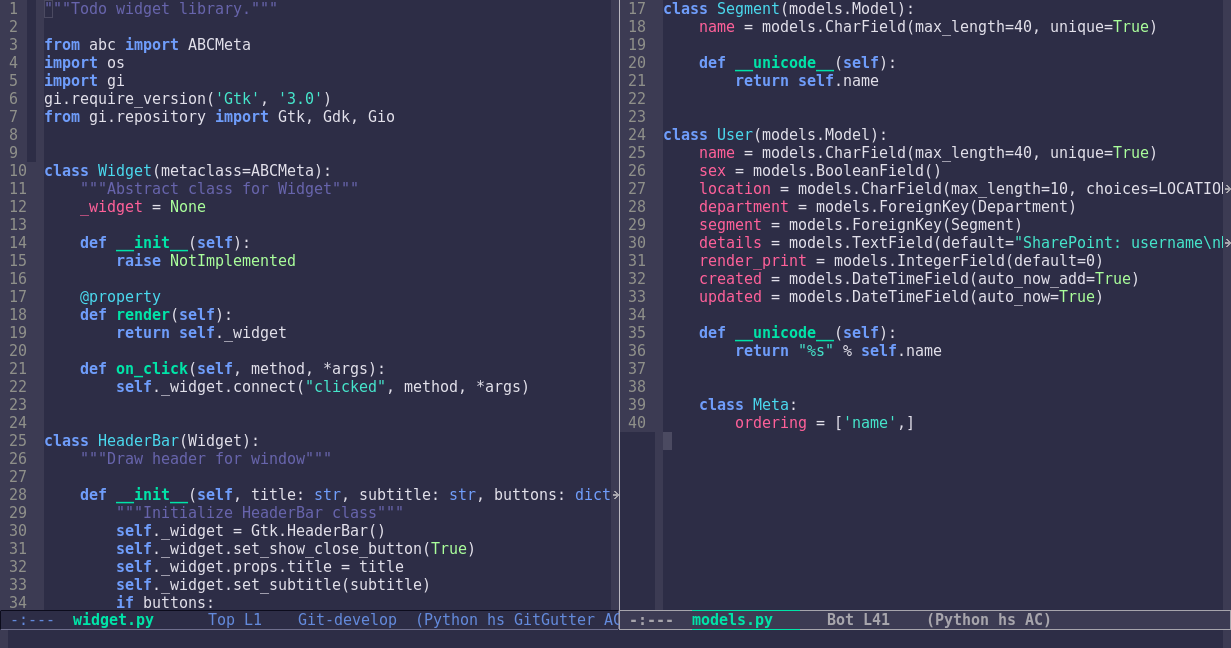 1 """Todo widget library."""
2
3 from abc import ABCMeta
4 import os
5 import gi
6 gi.require_version('Gtk', '3.0')
7 from gi.repository import Gtk, Gdk, Gio
8
9
10 class Widget(metaclass=ABCMeta):
11     """Abstract class for Widget"""
12     _widget = None
13
14     def __init__(self):
15         raise NotImplemented
16
17     @property
18     def render(self):
19         return self._widget
20
21     def on_click(self, method, *args):
22         self._widget.connect("clicked", method, *args)
23
24
25 class HeaderBar(Widget):
26     """Draw header for window"""
27
28     def __init__(self, title: str, subtitle: str, buttons: dict
29         """Initialize HeaderBar class"""
30         self._widget = Gtk.HeaderBar()
31         self._widget.set_show_close_button(True)
32         self._widget.props.title = title
33         self._widget.set_subtitle(subtitle)
34         if buttons:
-:---  widget.py      Top L1    Git-develop  (Python hs GitGutter AC
17 class Segment(models.Model):
18     name = models.CharField(max_length=40, unique=True)
19
20     def __unicode__(self):
21         return self.name
22
23
24 class User(models.Model):
25     name = models.CharField(max_length=40, unique=True)
26     sex = models.BooleanField()
27     location = models.CharField(max_length=10, choices=LOCATION
28     department = models.ForeignKey(Department)
29     segment = models.ForeignKey(Segment)
30     details = models.TextField(default="SharePoint: username\n
31     render_print = models.IntegerField(default=0)
32     created = models.DateTimeField(auto_now_add=True)
33     updated = models.DateTimeField(auto_now=True)
34
35     def __unicode__(self):
36         return "%s" % self.name
37
38
39     class Meta:
40         ordering = ['name',]
-:---  models.py      Bot L41    (Python hs AC)